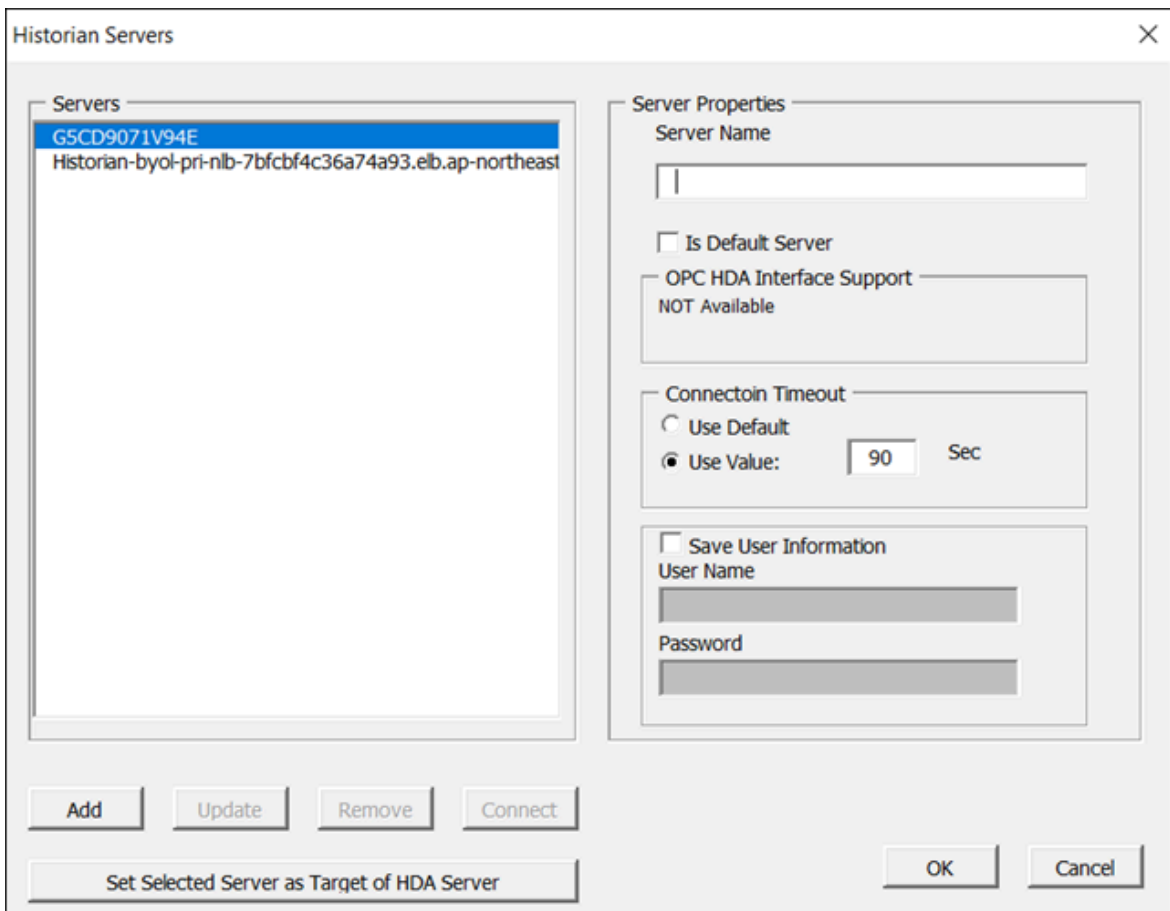 Historian Servers
Servers
G5CD9071V94E
Historian-byol-pri-nlb-7bfcbf4c36a74a93.elb.ap-northeast
Server Properties
Server Name
Is Default Server
OPC HDA Interface Support
NOT Available
Connectoin Timeout
Use Default
Use Value: 90 Sec
Save User Information
User Name
Password
Add Update Remove Connect
Set Selected Server as Target of HDA Server
OK Cancel